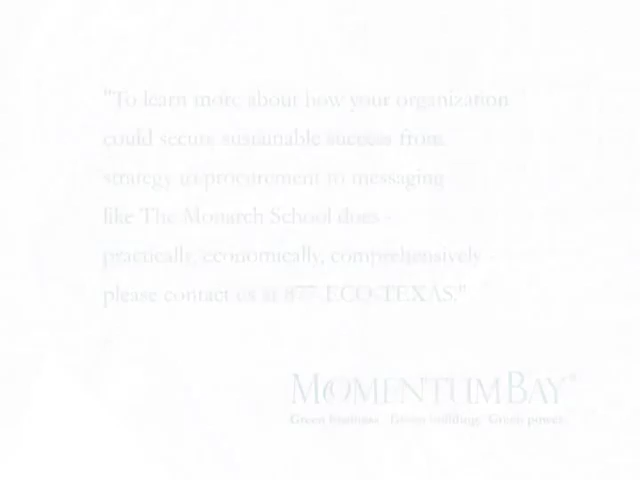 "To learn more about how your organization
could secure sustainable success from
strategy to procurement to messaging
like The Monarch School does -
practically, economically, comprehensively -
please contact us at 877-ECO-TEXAS."
MOMENTUMBAY®
Green business. Green building. Green power.